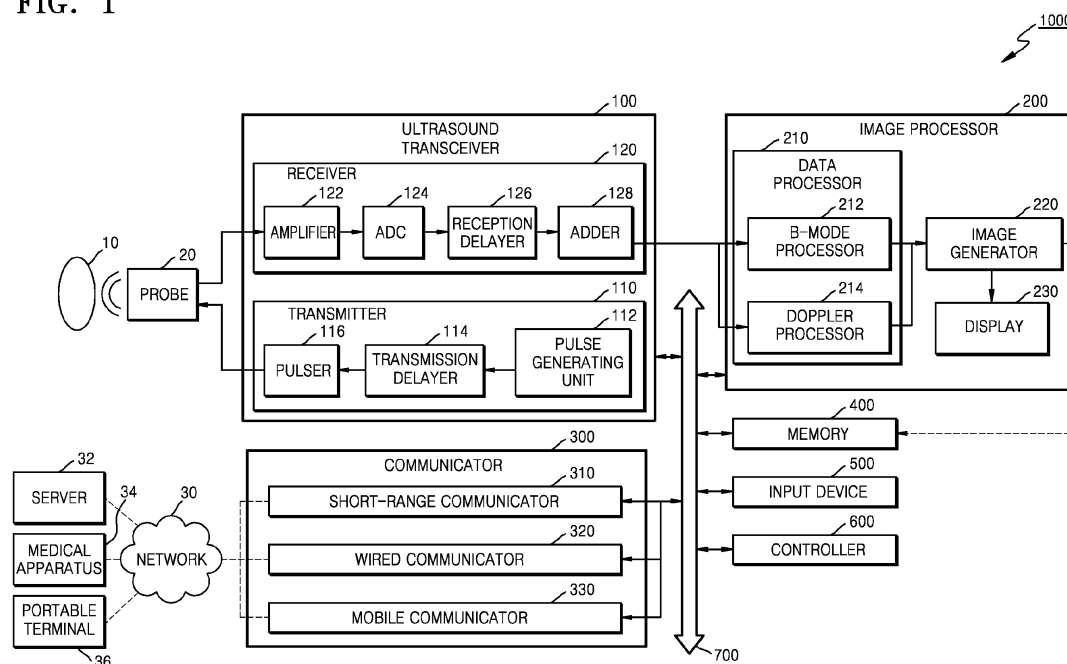 FIG. 1
1000
100
ULTRASOUND
TRANSCEIVER
120
RECEIVER
122
AMPLIFIER
124
ADC
126
RECEPTION
DELAYER
128
ADDER
10
20
PROBE
110
TRANSMITTER
116
PULSER
114
TRANSMISSION
DELAYER
112
PULSE
GENERATING
UNIT
200
IMAGE PROCESSOR
210
DATA
PROCESSOR
212
B-MODE
PROCESSOR
214
DOPPLER
PROCESSOR
220
IMAGE
GENERATOR
230
DISPLAY
300
COMMUNICATOR
310
SHORT-RANGE COMMUNICATOR
320
WIRED COMMUNICATOR
330
MOBILE COMMUNICATOR
32
SERVER
34
MEDICAL
APPARATUS
30
NETWORK
PORTABLE
TERMINAL
36
400
MEMORY
500
INPUT DEVICE
600
CONTROLLER
700